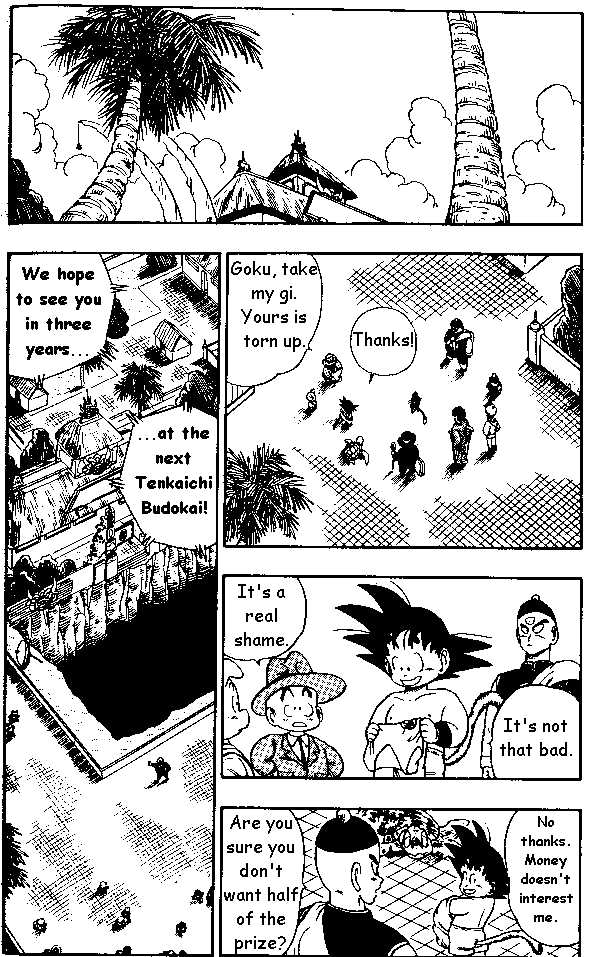 We hope
to see you
in three
years...
...at the
next
Tenkaichi
Budokai!
Goku, take
my gi.
Yours is
torn up.
Thanks!
It's a
real
shame.
It's not
that bad.
Are you
sure you
don't
want half
of the
prize?
No
thanks.
Money
doesn't
interest
me.